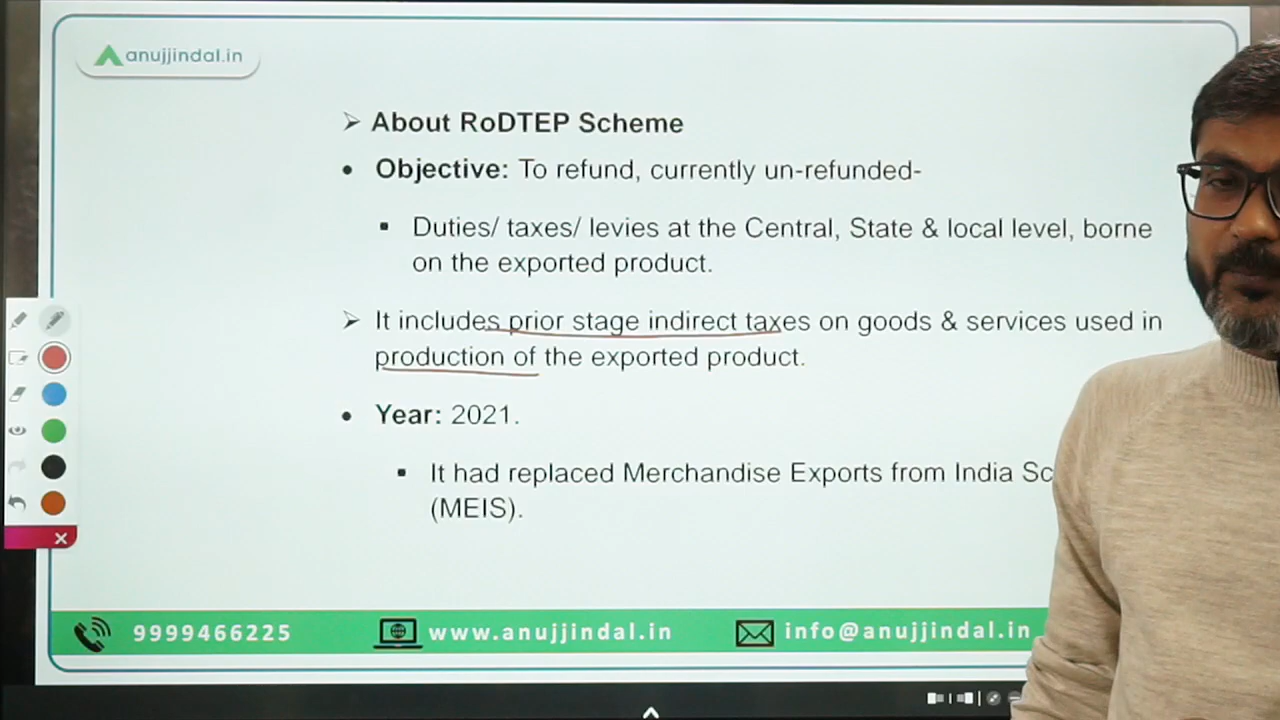 anujjindal.in
About RoDTEP Scheme
Objective: To refund, currently un-refunded-
Duties/ taxes/ levies at the Central, State & local level, borne
on the exported product.
It includes prior stage indirect taxes on goods & services used in
production of the exported product.
Year: 2021.
It had replaced Merchandise Exports from India
(MEIS).
9999466225
www.anujjindal.in
info@anujjindal.in